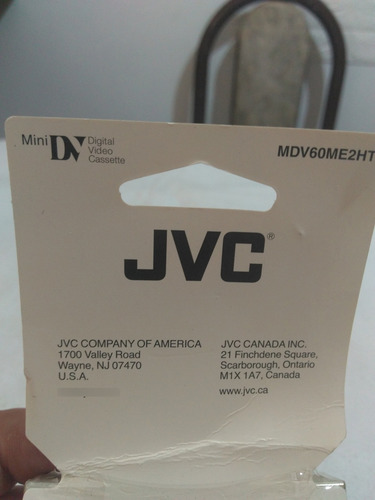 Mini DV Digital Video Cassette
MDV60ME2HT
JVC®
JVC COMPANY OF AMERICA
1700 Valley Road
Wayne, NJ 07470
U.S.A.
JVC CANADA INC.
21 Finchdene Square,
Scarborough, Ontario
M1X 1A7, Canada
www.jvc.ca